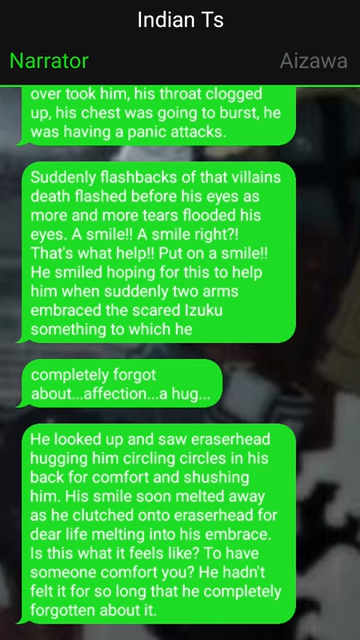 Indian Ts
Narrator
Aizawa
over took him, his throat clogged
up, his chest was going to burst, he
was having a panic attacks.
Suddenly flashbacks of that villains
death flashed before his eyes as
more and more tears flooded his
eyes. A smile!! A smile right?!
That's what help!! Put on a smile!!
He smiled hoping for this to help
him when suddenly two arms
embraced the scared Izuku
something to which he
completely forgot
about...affection...a hug...
He looked up and saw eraserhead
hugging him circling circles in his
back for comfort and shushing
him. His smile soon melted away
as he clutched onto eraserhead for
dear life melting into his embrace.
Is this what it feels like? To have
someone comfort you? He hadn't
felt it for so long that he completely
forgotten about it.